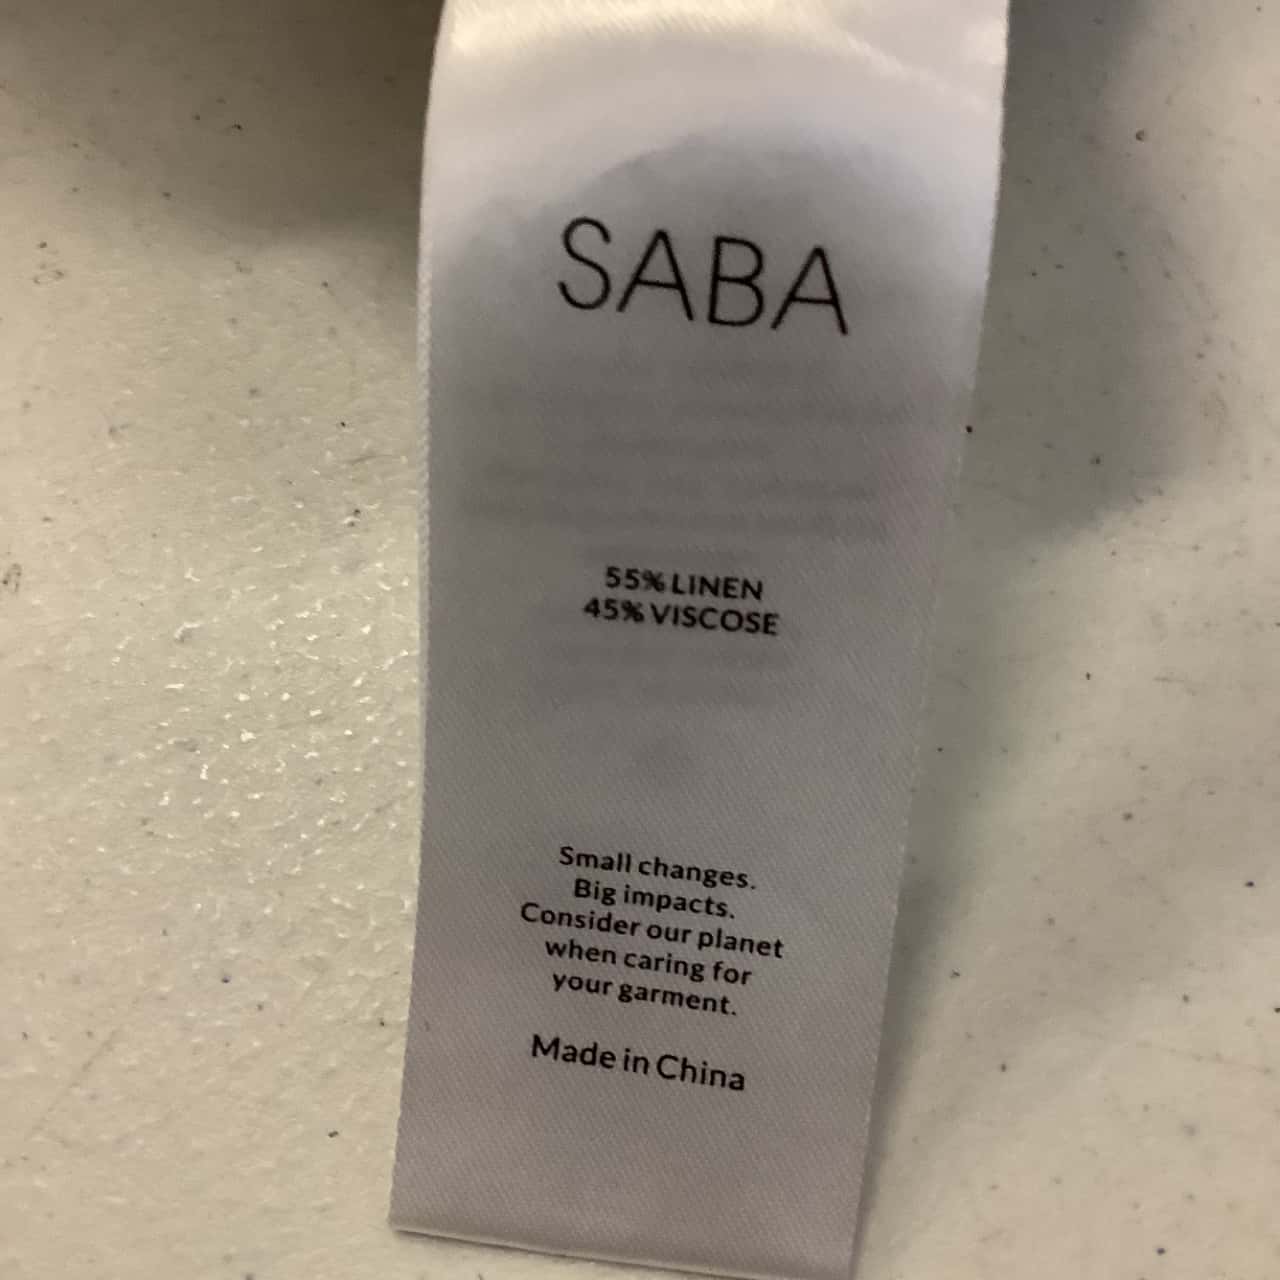 SABA
55% LINEN
45% VISCOSE
Small changes.
Big impacts.
Consider our planet
when caring for
your garment.
Made in China